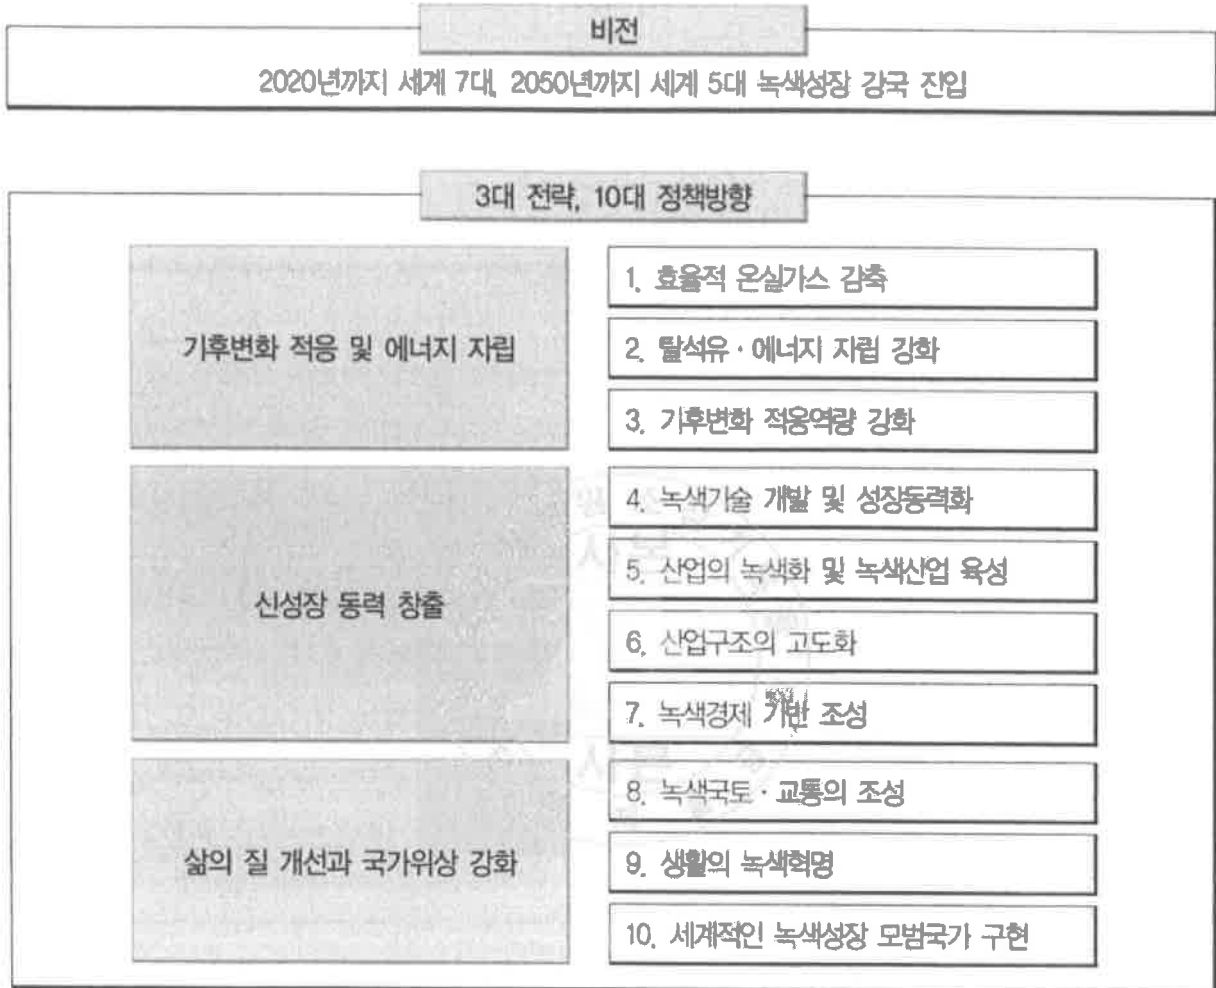 비전
2020년까지 세계 7대, 2050년까지 세계 5대 녹색성장 강국 진입
3대 전략, 10대 정책방향
기후변화 적응 및 에너지 자립
1. 효율적 온실가스 감축
2. 탈석유·에너지 자립 강화
3. 기후변화 적응역량 강화
신성장 동력 창출
4. 녹색기술 개발 및 성장동력화
5. 산업의 녹색화 및 녹색산업 육성
6. 산업구조의 고도화
7. 녹색경제 기반 조성
삶의 질 개선과 국가위상 강화
8. 녹색국토·교통의 조성
9. 생활의 녹색혁명
10. 세계적인 녹색성장 모범국가 구현